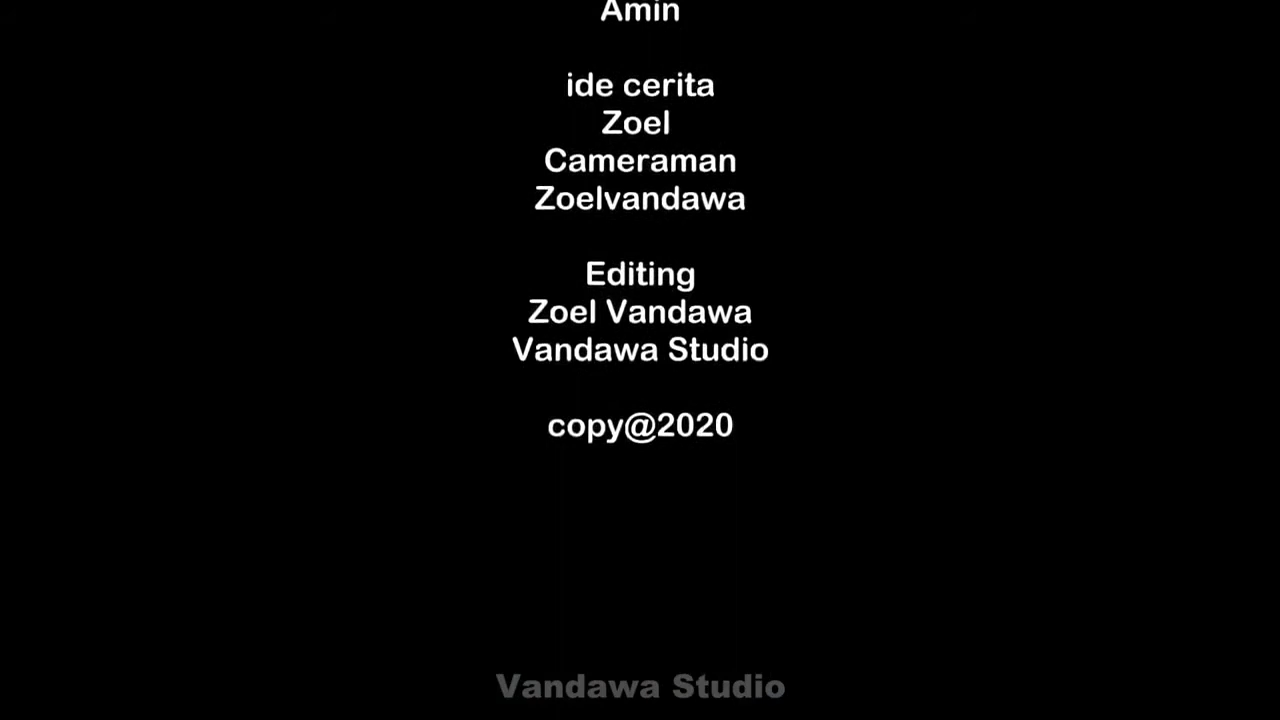 Amin
ide cerita
Zoel
Cameraman
Zoelvandawa
Editing
Zoel Vandawa
Vandawa Studio
copy@2020
Vandawa Studio